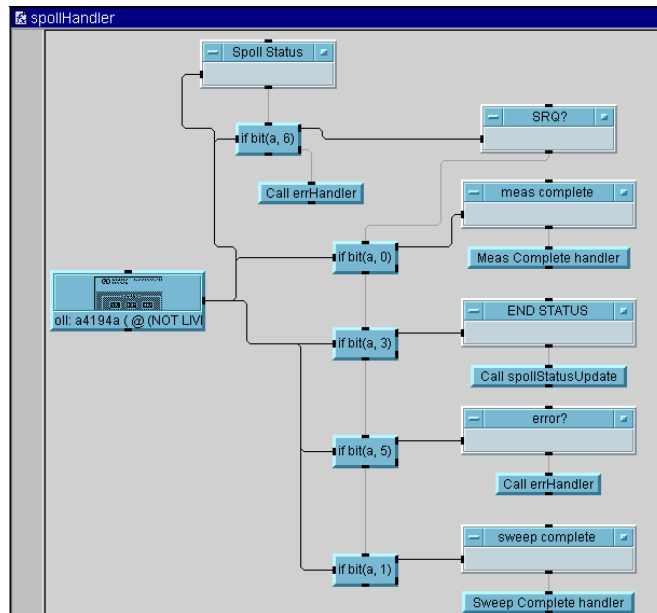 spollHandler
Spoll Status
SRQ?
if bit(a, 6)
Call errHandler
meas complete
if bit(a, 0)
Meas Complete handler
oll: a4194a ( @ (NOT LIVI
END STATUS
if bit(a, 3)
Call spollStatusUpdate
error?
if bit(a, 5)
Call errHandler
sweep complete
if bit(a, 1)
Sweep Complete handler